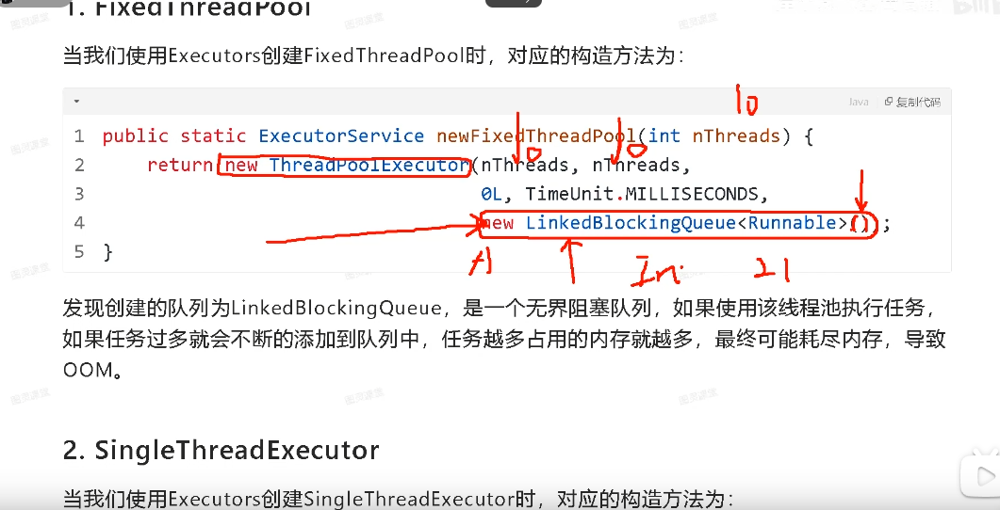 1. FixedThreadPool
当我们使用Executors创建FixedThreadPool时，对应的构造方法为：
Java 复制代码
10
1 public static ExecutorService newFixedThreadPool(int nThreads) {
2 return new ThreadPoolExecutor(nThreads, nThreads,
3 0L, TimeUnit.MILLISECONDS,
4 new LinkedBlockingQueue<Runnable>());
5 }
21
发现创建的队列为LinkedBlockingQueue，是一个无界阻塞队列，如果使用该线程池执行任务，
如果任务过多就会不断的添加到队列中，任务越多占用的内存就越多，最终可能耗尽内存，导致
OOM。
2. SingleThreadExecutor
当我们使用Executors创建SingleThreadExecutor时，对应的构造方法为：